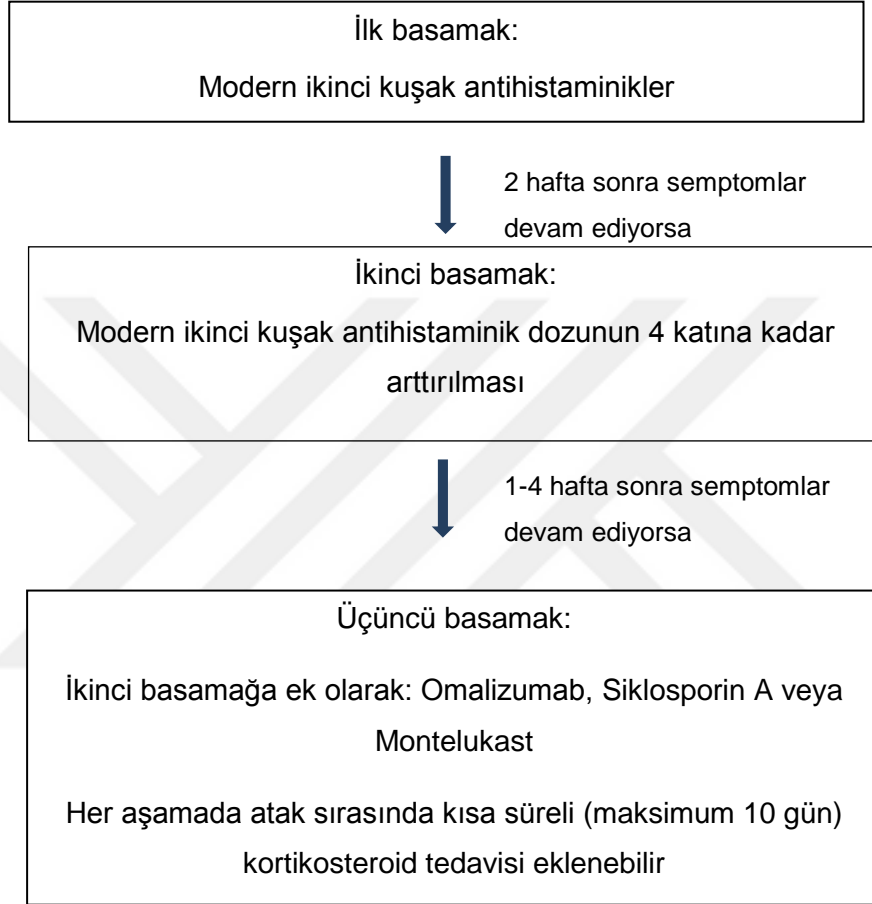 İlk basamak:
Modern ikinci kuşak antihistaminikler
2 hafta sonra semptomlar
devam ediyorsa
İkinci basamak:
Modern ikinci kuşak antihistaminik dozunun 4 katına kadar
arttırılması
1-4 hafta sonra semptomlar
devam ediyorsa
Üçüncü basamak:
İkinci basamağa ek olarak: Omalizumab, Siklosporin A veya
Montelukast
Her aşamada atak sırasında kısa süreli (maksimum 10 gün)
kortikosteroid tedavisi eklenebilir